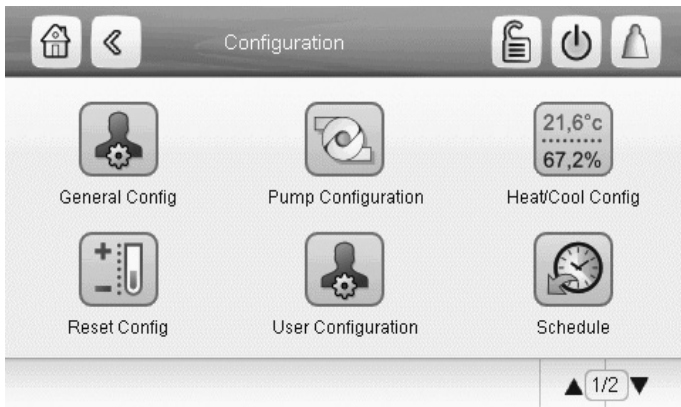 Configuration
21,6°c
67,2%
General Config
Pump Configuration
Heat/Cool Config
Reset Config
User Configuration
Schedule
1/2